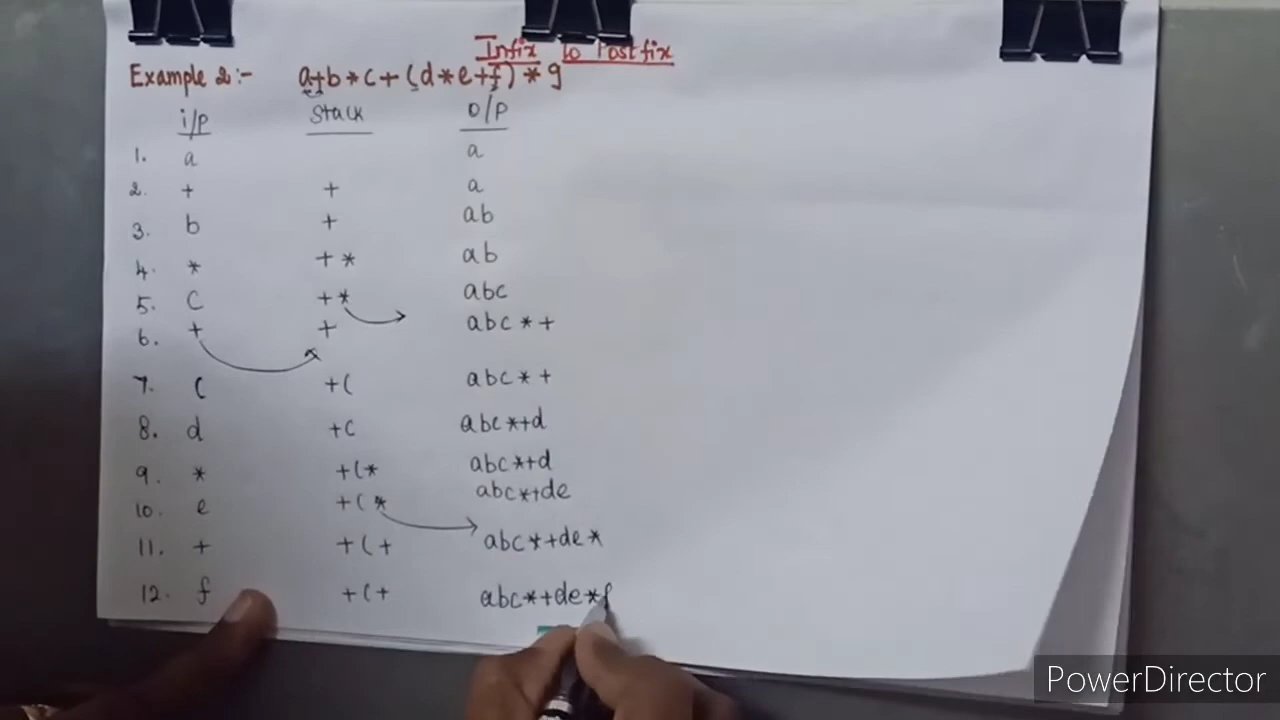 Infix To Postfix
Example 2:- a+b*c+(d*e+f)*g
i/p Stack O/P
1. a a
2. + + a
3. b + ab
4. * +* ab
5. C +* abc
6. + + abc*+
7. ( +( abc*+
8. d +( abc*+d
9. * +(* abc*+d
10. e +(* abc*+de
11. + +(+ abc*+de*
12. f +(+ abc*+de*f
PowerDirector